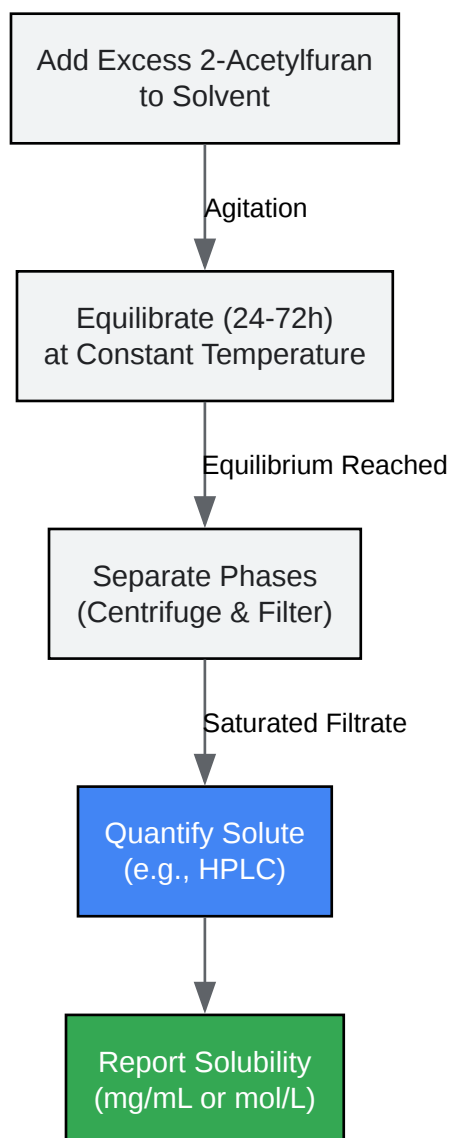 Add Excess 2-Acetylfuran
to Solvent
Agitation
Equilibrate (24-72h)
at Constant Temperature
Equilibrium Reached
Separate Phases
(Centrifuge & Filter)
Saturated Filtrate
Quantify Solute
(e.g., HPLC)
Report Solubility
(mg/mL or mol/L)